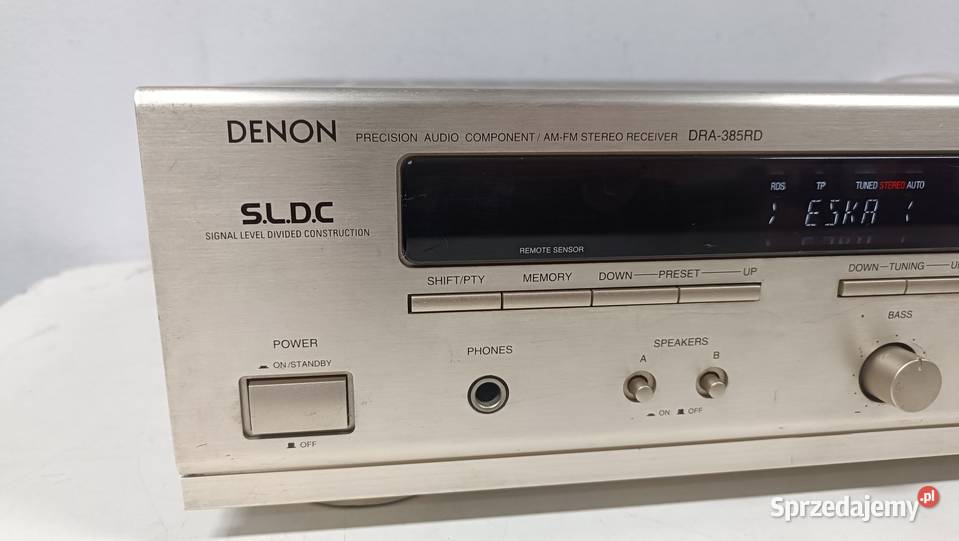 DENON PRECISION AUDIO COMPONENT / AM-FM STEREO RECEIVER DRA-385RD
RDS TP TUNED STEREO AUTO
ESKA
S.L.D.C
SIGNAL LEVEL DIVIDED CONSTRUCTION
REMOTE SENSOR
SHIFT/PTY MEMORY DOWN PRESET UP
DOWN TUNING
BASS
POWER
ON/STANDBY
OFF
PHONES
SPEAKERS
A B
ON OFF
Sprzedajemy.pl